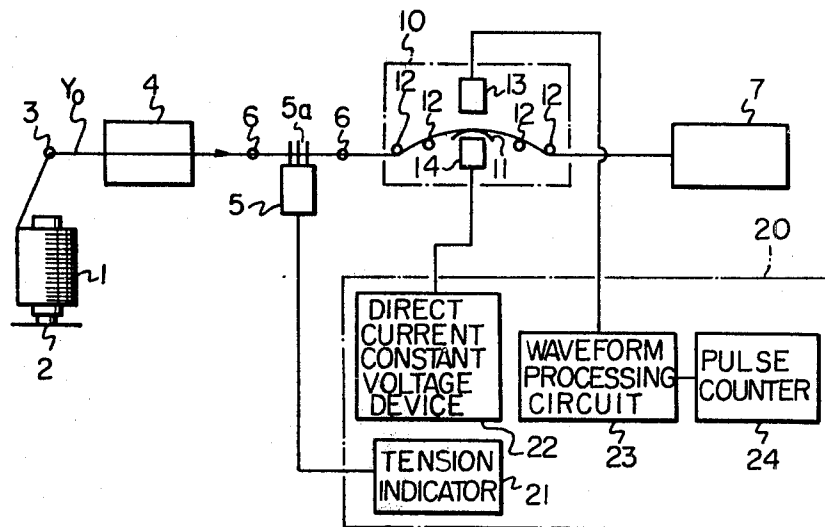 10
Y0
4
3
5a
12
12
13
12
12
7
6
6
14
11
5
1
2
20
DIRECT
CURRENT
CONSTANT
VOLTAGE
DEVICE
WAVEFORM
PROCESSING
CIRCUIT
PULSE
COUNTER
22
23
24
TENSION
INDICATOR
21